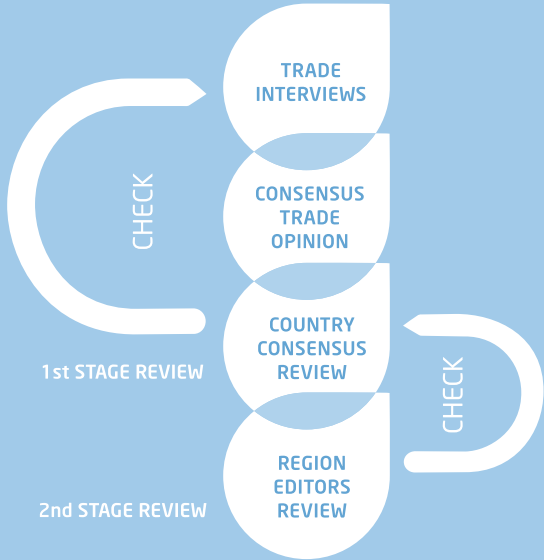 TRADE
INTERVIEWS
CHECK
CONSENSUS
TRADE
OPINION
COUNTRY
CONSENSUS
REVIEW
1st STAGE REVIEW
CHECK
REGION
EDITORS
REVIEW
2nd STAGE REVIEW